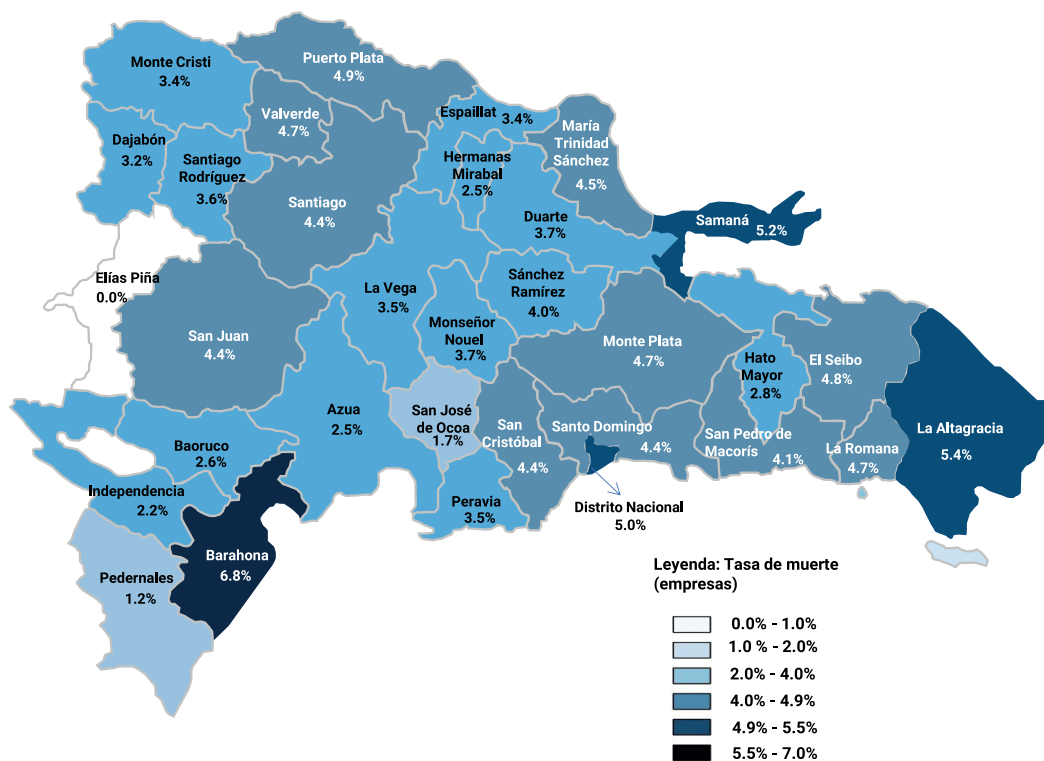 Monte Cristi
3.4%
Puerto Plata
4.9%
Valverde
4.7%
Espaillat
3.4%
María
Trinidad
Sánchez
4.5%
Dajabón
3.2%
Santiago
Rodríguez
3.6%
Hermanas
Mirabal
2.5%
Santiago
4.4%
Duarte
3.7%
Samaná
5.2%
Elías Piña
0.0%
La Vega
3.5%
Sánchez
Ramírez
4.0%
San Juan
4.4%
Monseñor
Nouel
3.7%
Monte Plata
4.7%
Hato
Mayor
2.8%
El Seibo
4.8%
Azua
2.5%
San José
de Ocoa
1.7%
San
Cristóbal
4.4%
Santo Domingo
4.4%
San Pedro de
Macorís
4.1%
La Romana
4.7%
La Altagracia
5.4%
Baoruco
2.6%
Independencia
2.2%
Peravia
3.5%
Distrito Nacional
5.0%
Barahona
6.8%
Pedernales
1.2%
Leyenda: Tasa de muerte
(empresas)
0.0% - 1.0%
1.0 % - 2.0%
2.0% - 4.0%
4.0% - 4.9%
4.9% - 5.5%
5.5% - 7.0%